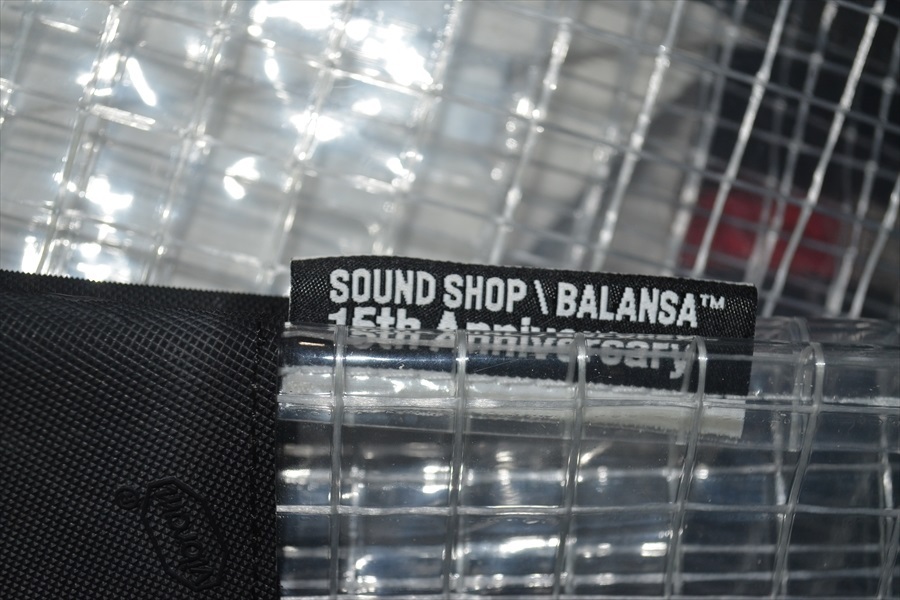 SOUND SHOP \ BALANSA™
15th Anniversary